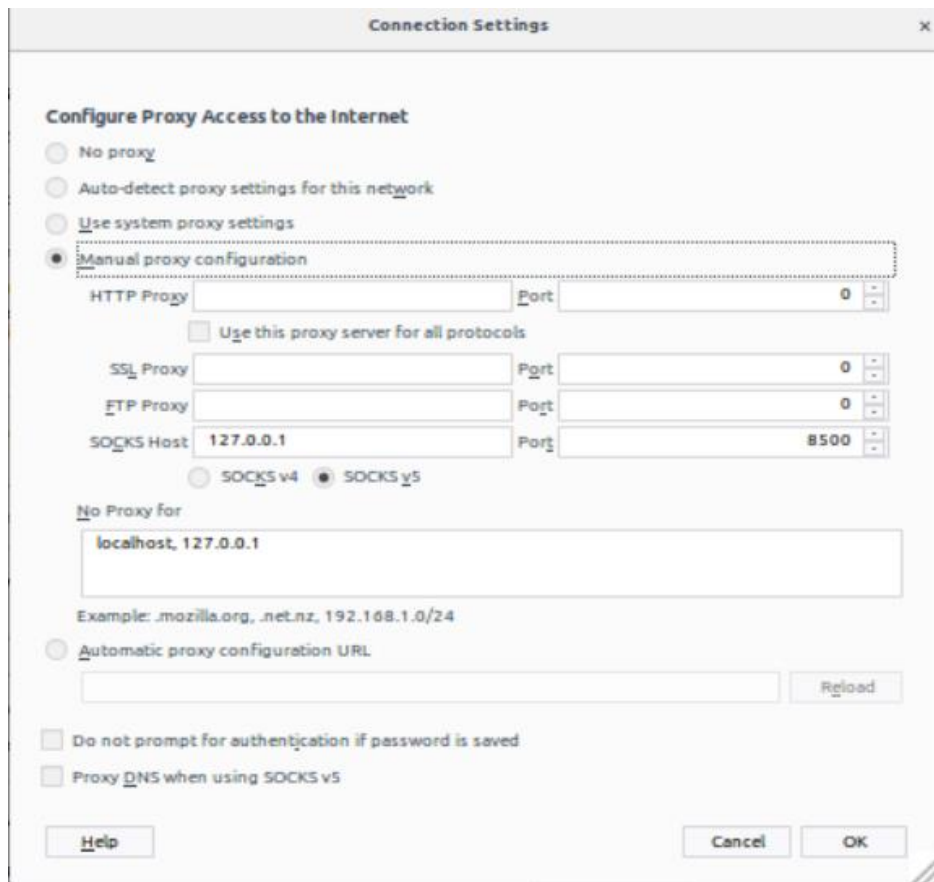 Connection Settings ×
Configure Proxy Access to the Internet
No proxy
Auto-detect proxy settings for this network
Use system proxy settings
Manual proxy configuration
HTTP Proxy Port 0
Use this proxy server for all protocols
SSL Proxy Port 0
FTP Proxy Port 0
SOCKS Host 127.0.0.1 Port 8500
SOCKS v4 SOCKS v5
No Proxy for
localhost, 127.0.0.1
Example: .mozilla.org, .net.nz, 192.168.1.0/24
Automatic proxy configuration URL
Reload
Do not prompt for authentication if password is saved
Proxy DNS when using SOCKS v5
Help Cancel OK